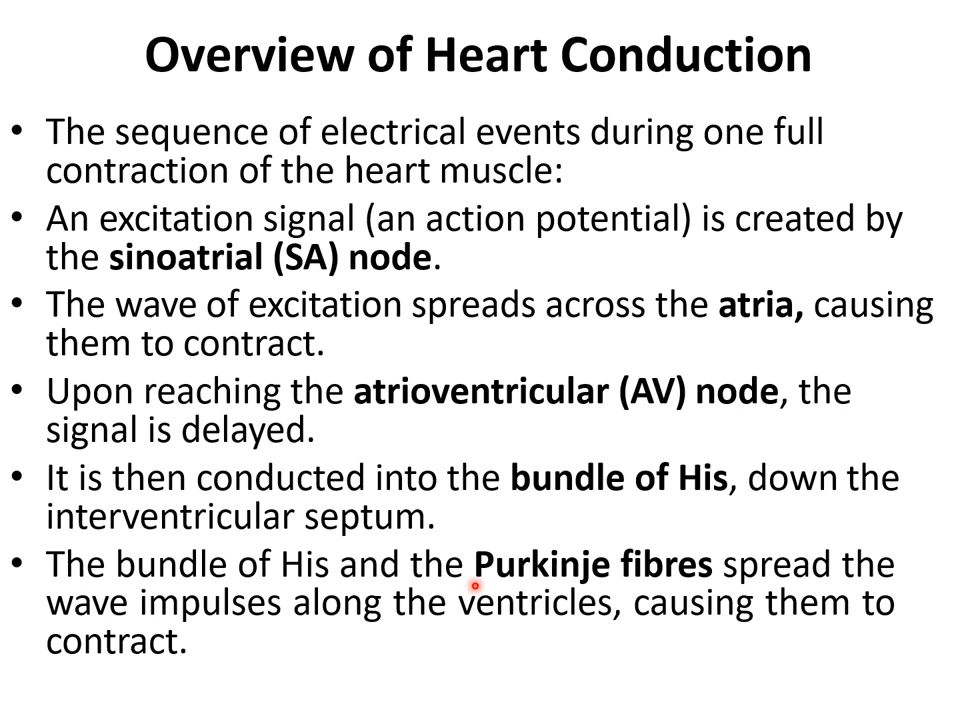 Overview of Heart Conduction
• The sequence of electrical events during one full
contraction of the heart muscle:
• An excitation signal (an action potential) is created by
the sinoatrial (SA) node.
• The wave of excitation spreads across the atria, causing
them to contract.
• Upon reaching the atrioventricular (AV) node, the
signal is delayed.
• It is then conducted into the bundle of His, down the
interventricular septum.
• The bundle of His and the Purkinje fibres spread the
wave impulses along the ventricles, causing them to
contract.